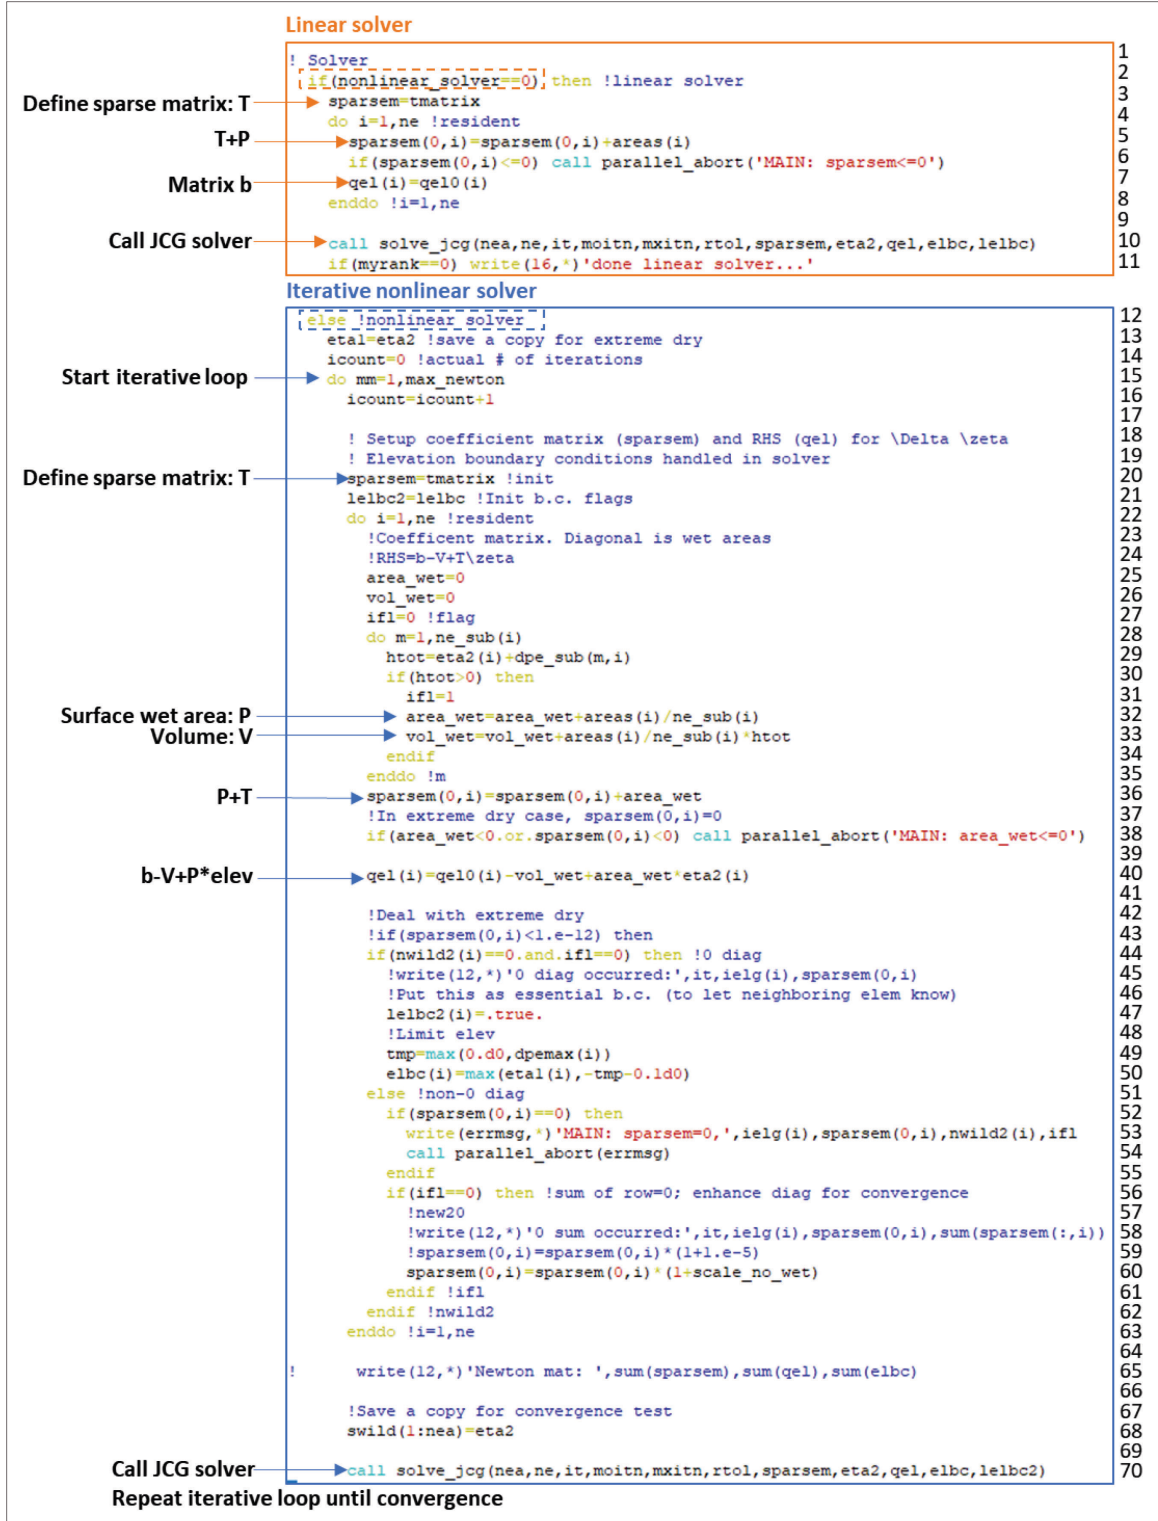 Linear solver
! Solver 1
if(nonlinear_solver==0) then !linear solver 2
Define sparse matrix: T sparsem=tmatrix 3
do i=1,ne !resident 4
T+P sparsem(0,i)=sparsem(0,i)+areas(i) 5
if(sparsem(0,i)<=0) call parallel_abort('MAIN: sparsem<=0') 6
Matrix b qel(i)=qel0(i) 7
enddo !i=1,ne 8
9
Call JCG solver call solve_jcg(nea,ne,it,moitn,mxitn,rtol,sparsem,eta2,qel,elbc,lelbc) 10
if(myrank==0) write(16,*)'done linear solver...' 11
Iterative nonlinear solver
else !nonlinear solver 12
eta1=eta2 !save a copy for extreme dry 13
icount=0 !actual # of iterations 14
Start iterative loop do mm=1,max_newton 15
icount=icount+1 16
17
! Setup coefficient matrix (sparsem) and RHS (qel) for \Delta \zeta 18
! Elevation boundary conditions handled in solver 19
Define sparse matrix: T sparsem=tmatrix !init 20
lelbc2=lelbc !Init b.c. flags 21
do i=1,ne !resident 22
!Coefficent matrix. Diagonal is wet areas 23
!RHS=b-V+T\zeta 24
area_wet=0 25
vol_wet=0 26
ifl=0 !flag 27
do m=1,ne_sub(i) 28
htot=eta2(i)+dpe_sub(m,i) 29
if(htot>0) then 30
ifl=1 31
Surface wet area: P area_wet=area_wet+areas(i)/ne_sub(i) 32
Volume: V vol_wet=vol_wet+areas(i)/ne_sub(i)*htot 33
endif 34
enddo !m 35
P+T sparsem(0,i)=sparsem(0,i)+area_wet 36
!In extreme dry case, sparsem(0,i)=0 37
if(area_wet<0.or.sparsem(0,i)<0) call parallel_abort('MAIN: area_wet<=0') 38
39
b-V+P*elev qel(i)=qel0(i)-vol_wet+area_wet*eta2(i) 40
41
!Deal with extreme dry 42
!if(sparsem(0,i)<1.e-12) then 43
if(nwild2(i)==0.and.ifl==0) then !0 diag 44
!write(12,*)'0 diag occurred:',it,ielg(i),sparsem(0,i) 45
!Put this as essential b.c. (to let neighboring elem know) 46
lelbc2(i)=.true. 47
!Limit elev 48
tmp=max(0.d0,dpemax(i)) 49
elbc(i)=max(eta1(i),-tmp-0.1d0) 50
else !non-0 diag 51
if(sparsem(0,i)==0) then 52
write(errmsg,*)'MAIN: sparsem=0,',ielg(i),sparsem(0,i),nwild2(i),ifl 53
call parallel_abort(errmsg) 54
endif 55
if(ifl==0) then !sum of row=0; enhance diag for convergence 56
!new20 57
!write(12,*)'0 sum occurred:',it,ielg(i),sparsem(0,i),sum(sparsem(:,i)) 58
!sparsem(0,i)=sparsem(0,i)*(1+1.e-5) 59
sparsem(0,i)=sparsem(0,i)*(1+scale_no_wet) 60
endif !ifl 61
endif !nwild2 62
enddo !i=1,ne 63
64
! write(12,*)'Newton mat: ',sum(sparsem),sum(qel),sum(elbc) 65
66
!Save a copy for convergence test 67
swild(1:nea)=eta2 68
69
Call JCG solver call solve_jcg(nea,ne,it,moitn,mxitn,rtol,sparsem,eta2,qel,elbc,lelbc2) 70
Repeat iterative loop until convergence